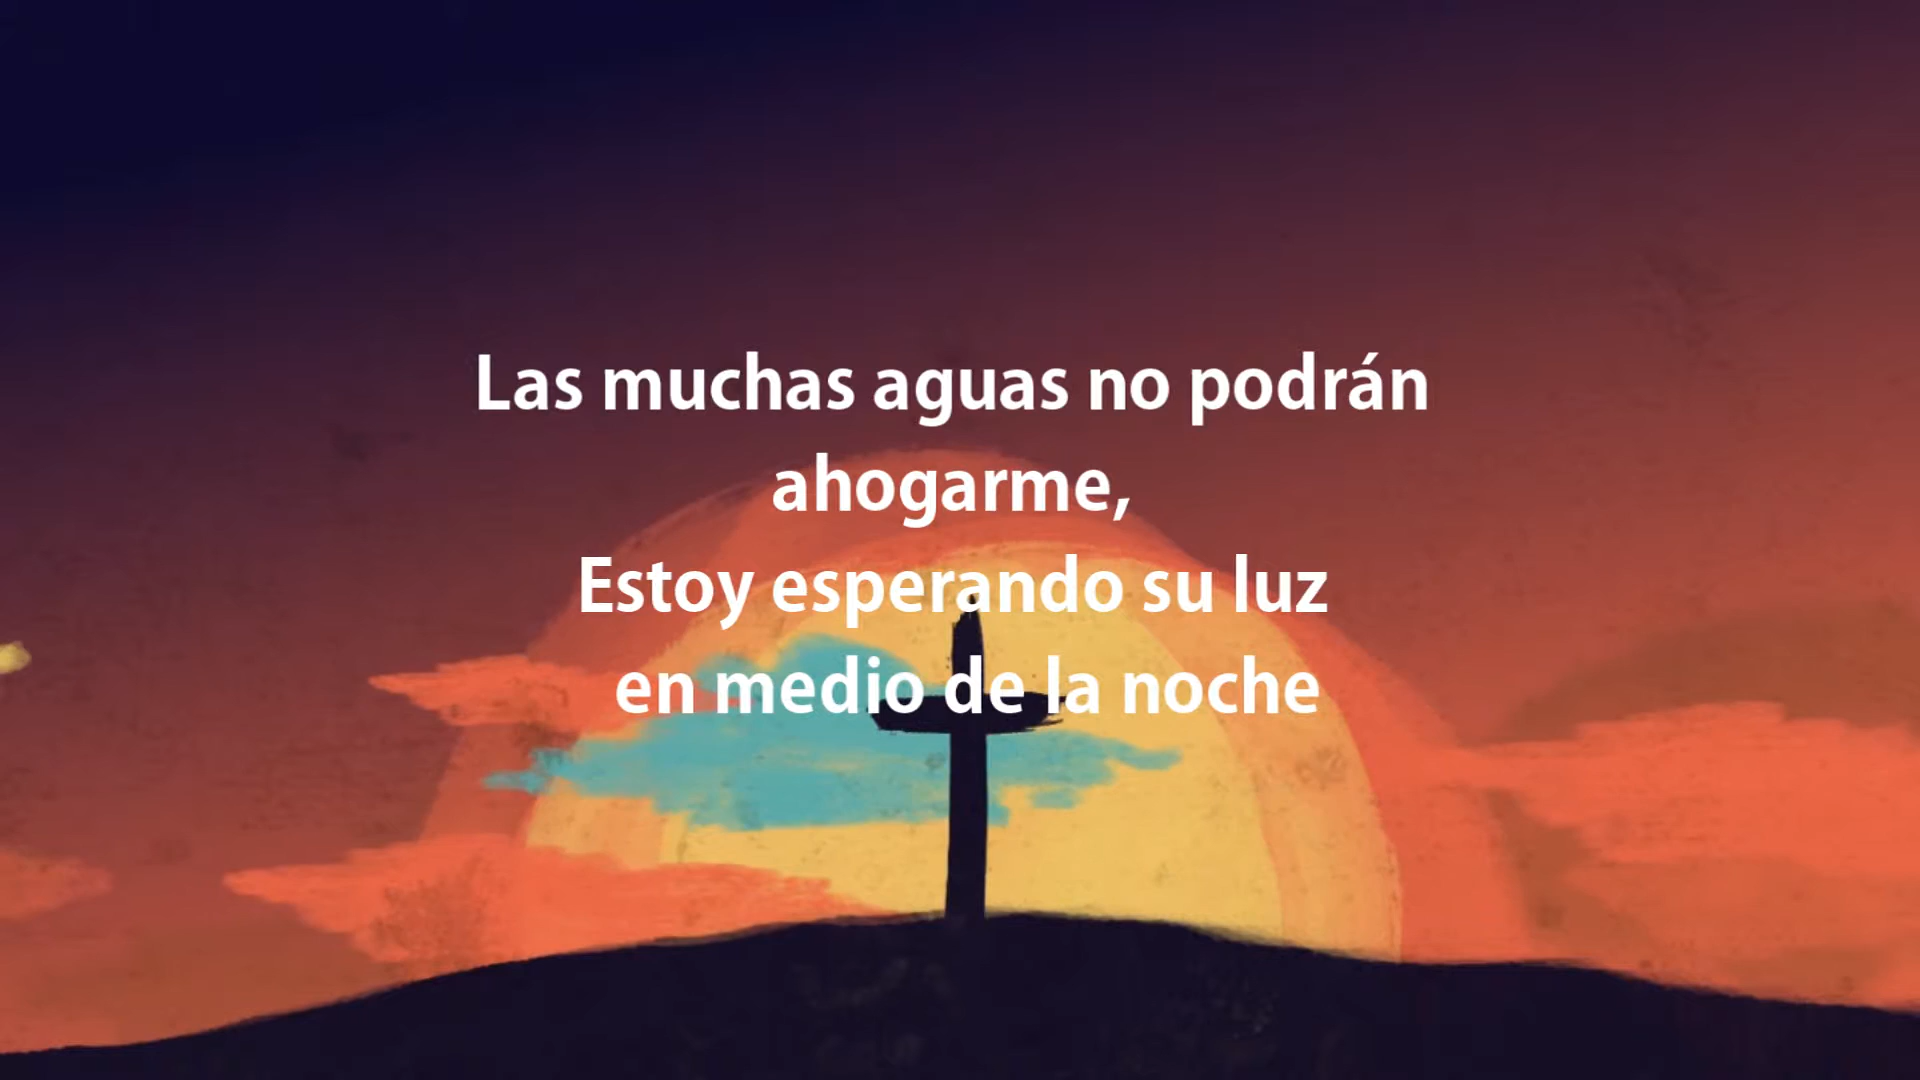 Las muchas aguas no podrán
ahogarme,
Estoy esperando su luz
en medio de la noche